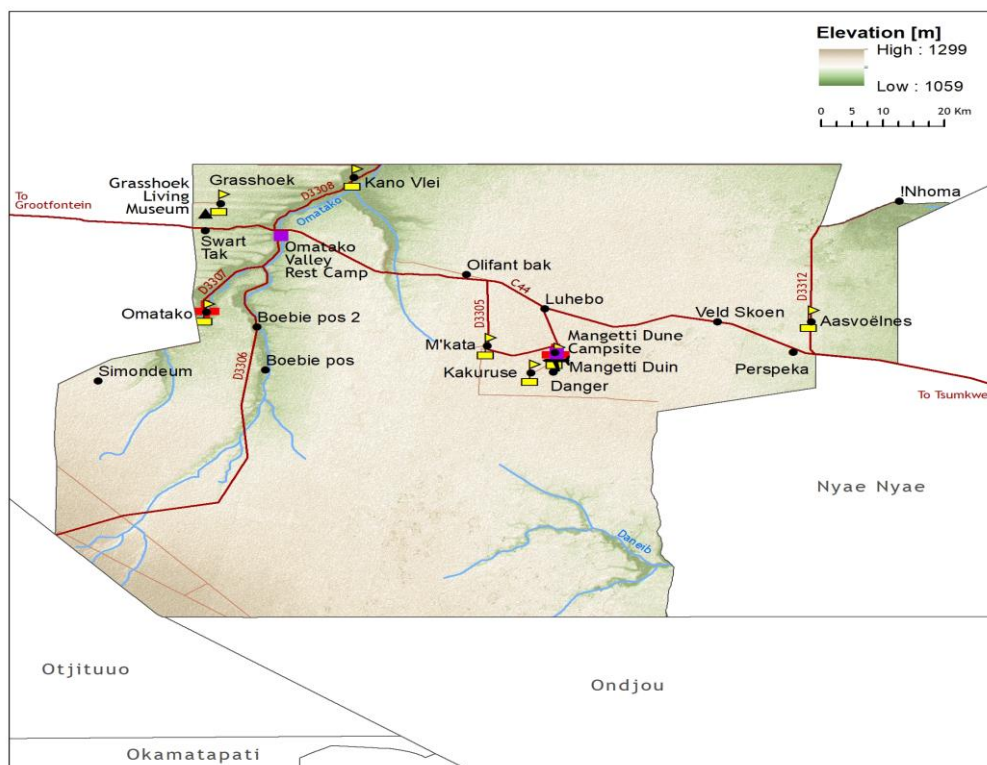 Elevation [m]
High : 1299
Low : 1059
0 5 10 20 Km
Grasshoek
Living
Museum
Grasshoek
D3308
Kano Vlei
!Nhoma
To
Grootfontein
Omatako
Swart
Tak
Omatako
Valley
Rest Camp
Olifant bak
D3307
C44
D3312
Omatako
Boebie pos 2
D3305
Luhebo
Veld Skoen
Aasvoëlnes
M'kata
Mangetti Dune
Campsite
Simondeum
D3306
Boebie pos
Kakuruse
Mangetti Duin
Danger
Perspeka
To Tsumkwe
Nyae Nyae
Daneib
Otjituuo
Ondjou
Okamatapati